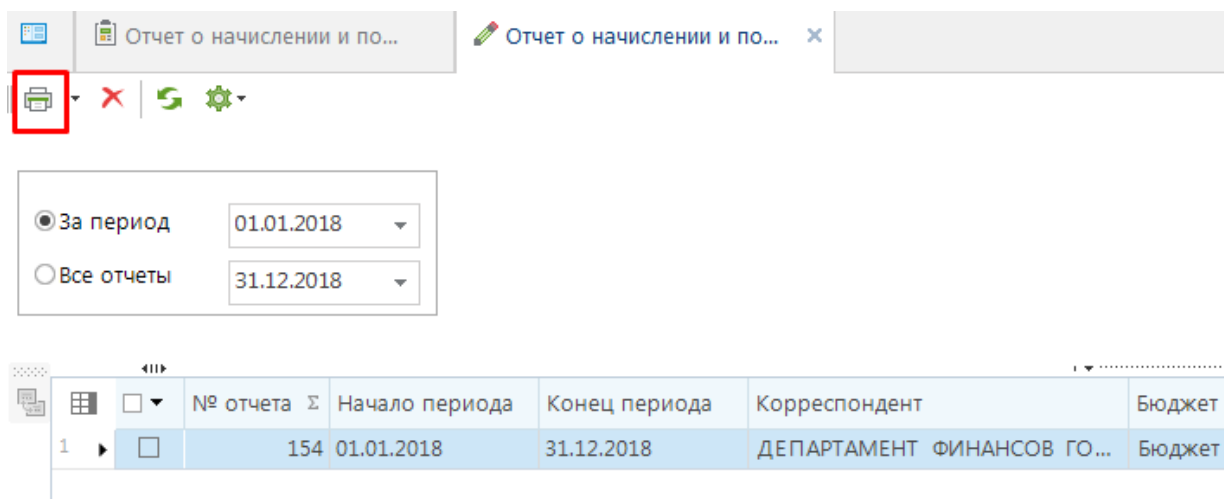 Отчет о начислении и по... Отчет о начислении и по...
За период 01.01.2018
Все отчеты 31.12.2018
№ отчета Σ Начало периода Конец периода Корреспондент Бюджет
1 154 01.01.2018 31.12.2018 ДЕПАРТАМЕНТ ФИНАНСОВ ГО... Бюджет